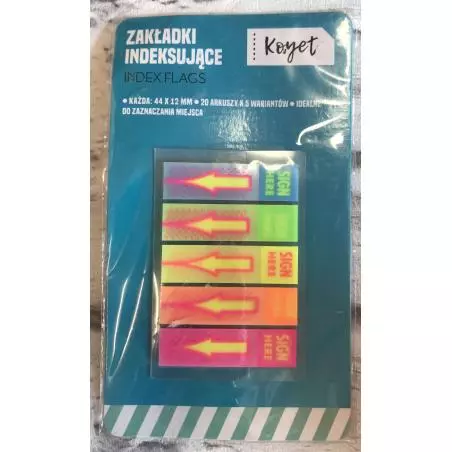 ZAKŁADKI
INDEKSUJĄCE
INDEX FLAGS
Koyet
• KAŻDA: 44 X 12 MM • 20 ARKUSZY X 5 WARIANTÓW •
DO ZAZNACZANIA MIEJSCA
SIGN
HERE
SIGN
HERE
SIGN
HERE